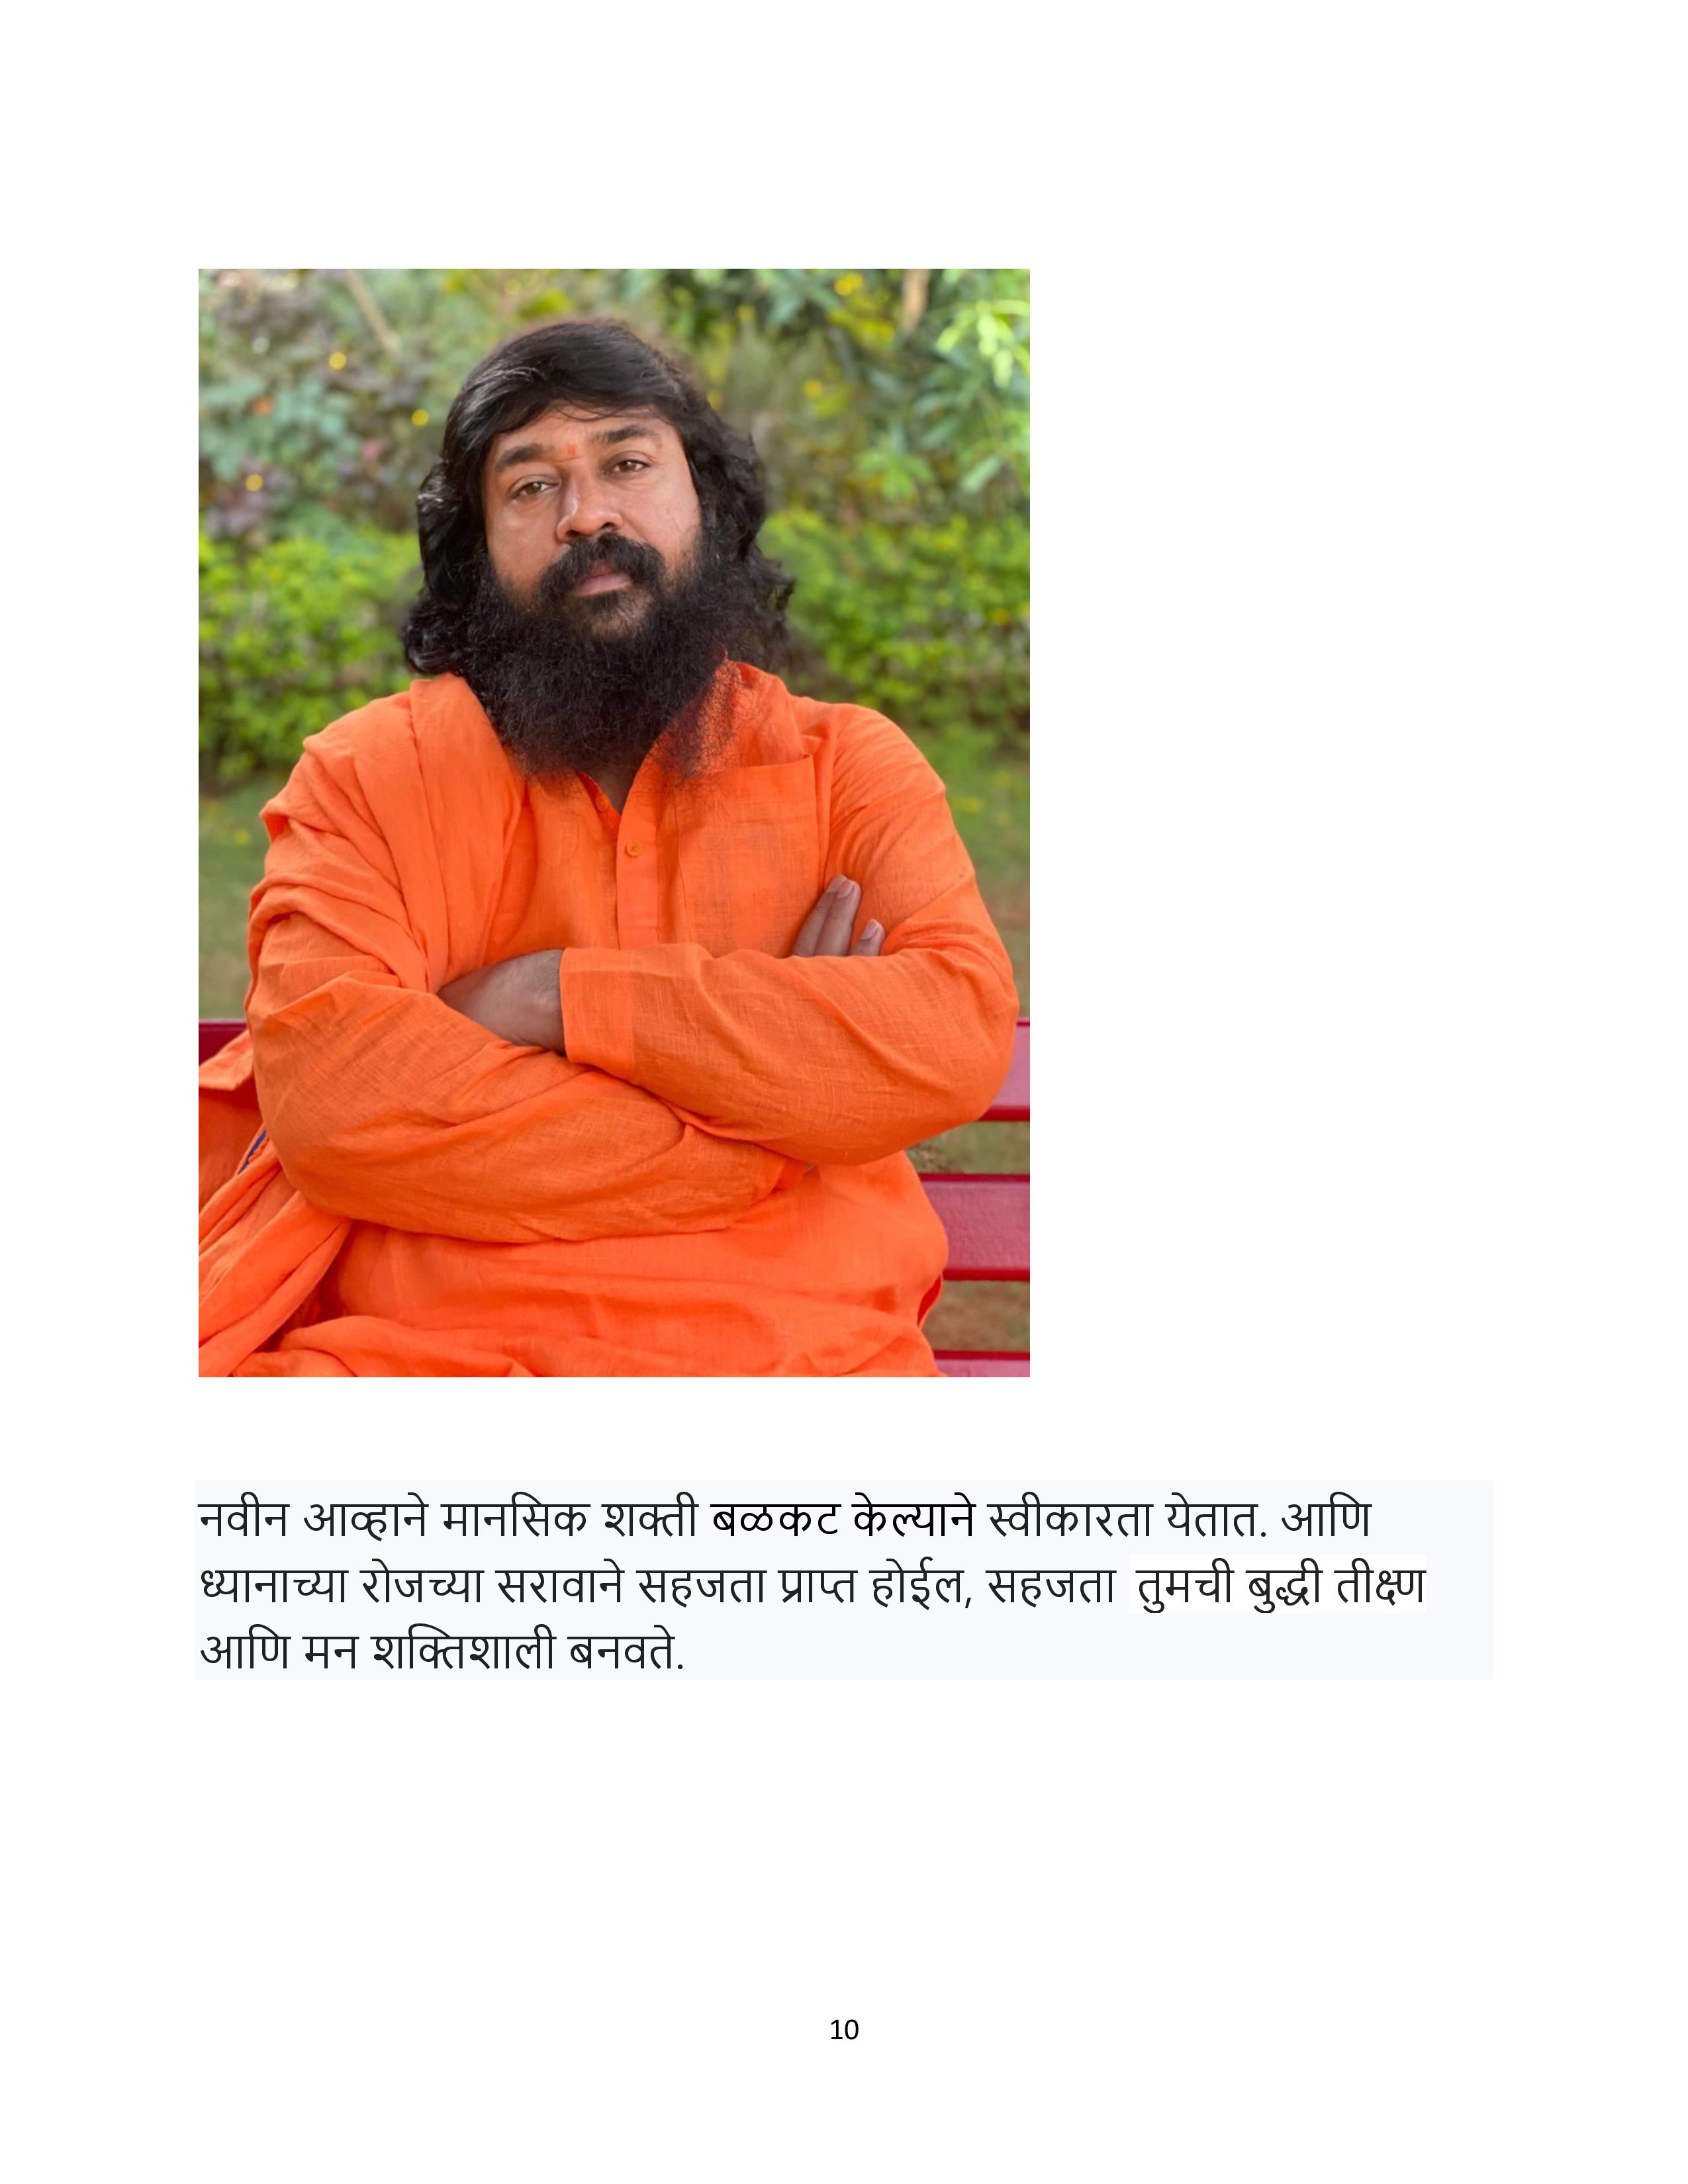 नवीन आव्हाने मानसिक शक्ती बळकट केल्याने स्वीकारता येतात. आणि
ध्यानाच्या रोजच्या सरावाने सहजता प्राप्त होईल, सहजता तुमची बुद्धी तीक्ष्ण
आणि मन शक्तिशाली बनवते.
10